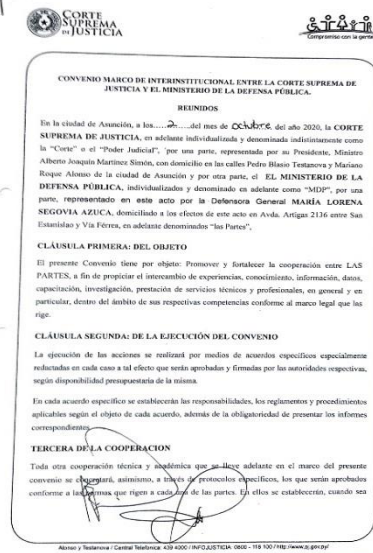 CORTE
SUPREMA
DE JUSTICIA
Compromiso con la gente
CONVENIO MARCO DE INTERINSTITUCIONAL ENTRE LA CORTE SUPREMA DE
JUSTICIA Y EL MINISTERIO DE LA DEFENSA PÚBLICA.
REUNIDOS
En la ciudad de Asunción, a los.....2....del mes de octubre, del año 2020, la CORTE
SUPREMA DE JUSTICIA, en adelante individualizada y denominada indistintamente como
la "Corte" o el "Poder Judicial", por una parte, representada por su Presidente, Ministro
Alberto Joaquín Martínez Simón, con domicilio en las calles Pedro Blasio Testanova y Mariano
Roque Alonso de la ciudad de Asunción y por otra parte, el EL MINISTERIO DE LA
DEFENSA PÚBLICA, individualizados y denominado en adelante como "MDP", por una
parte, representado en este acto por la Defensora General MARÍA LORENA
SEGOVIA AZUCA, domiciliado a los efectos de este acto en Avda. Artigas 2136 entre San
Estanislao y Vía Férrea, en adelante denominados "las Partes".
CLÁUSULA PRIMERA: DEL OBJETO
El presente Convenio tiene por objeto: Promover y fortalecer la cooperación entre LAS
PARTES, a fin de propiciar el intercambio de experiencias, conocimiento, información, datos,
capacitación, investigación, prestación de servicios técnicos y profesionales, en general y en
particular, dentro del ámbito de sus respectivas competencias conforme al marco legal que las
rige.
CLÁUSULA SEGUNDA: DE LA EJECUCIÓN DEL CONVENIO
La ejecución de las acciones se realizará por medios de acuerdos específicos especialmente
redactadas en cada caso a tal efecto que serán aprobados y firmadas por las autoridades respectivas,
según disponibilidad presupuestaria de la misma.
En cada acuerdo específico se establecerán las responsabilidades, los reglamentos y procedimientos
aplicables según el objeto de cada acuerdo, además de la obligatoriedad de presentar los informes
correspondientes.
TERCERA DE LA COOPERACION
Toda otra cooperación técnica y académica que se lleve adelante en el marco del presente
convenio se concretará, asimismo, a través de protocolos específicos, los que serán aprobados
conforme a las normas que rigen a cada una de las partes. En ellos se establecerán, cuando sea
Alonso y Testanova / Central Telefónica: 439 4000 / INFOJUSTICIA: 0800 - 118 100 / http://www.pj.gov.py/